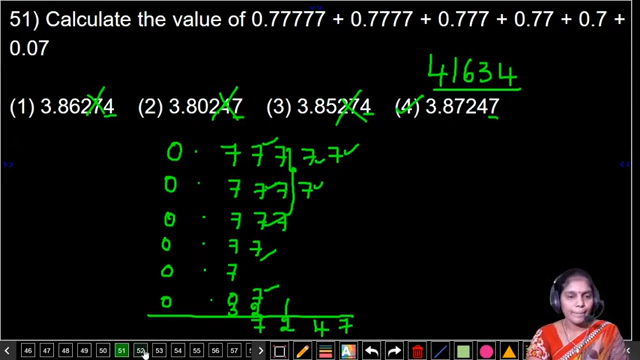 51) Calculate the value of 0.77777 + 0.7777 + 0.777 + 0.77 + 0.7 +
0.07
41634
(1) 3.86274 (2) 3.80247 (3) 3.85274 (4) 3.87247
0 . 7 7 7 7 7
0 . 7 7 7 7
0 . 7 7 7
0 . 7 7
0 . 7
0 . 0 7
3 2 1
7 2 4 7
46 47 48 49 50 51 52 53 54 55 56 57